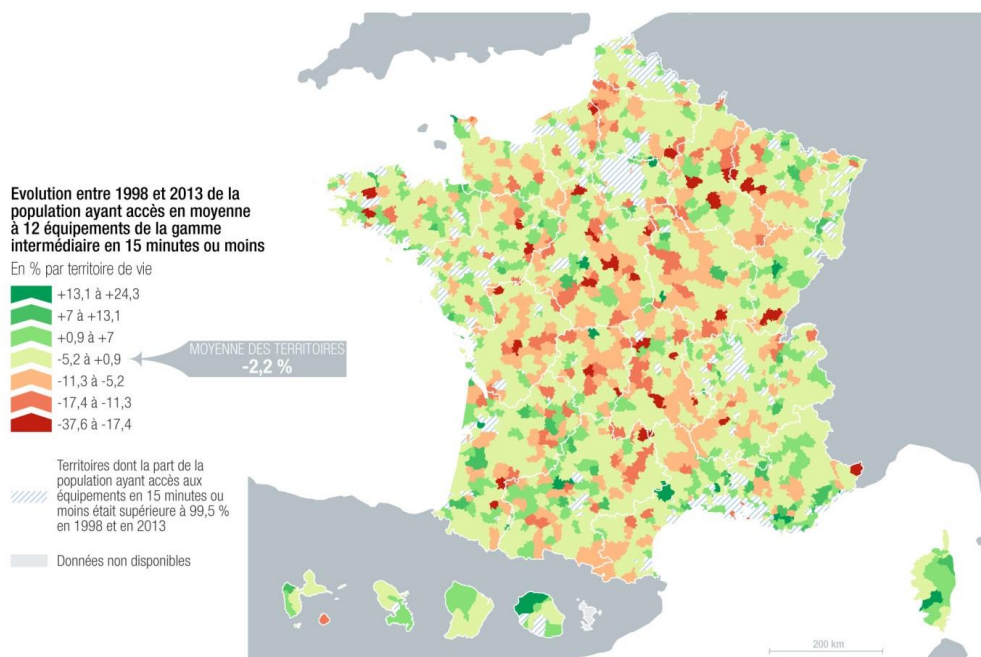 Evolution entre 1998 et 2013 de la
population ayant accès en moyenne
à 12 équipements de la gamme
intermédiaire en 15 minutes ou moins
En % par territoire de vie
+13,1 à +24,3
+7 à +13,1
+0,9 à +7
-5,2 à +0,9
-11,3 à -5,2
-17,4 à -11,3
-37,6 à -17,4
MOYENNE DES TERRITOIRES
-2,2 %
Territoires dont la part de la
population ayant accès aux
équipements en 15 minutes ou
moins était supérieure à 99,5 %
en 1998 et en 2013
Données non disponibles
200 km